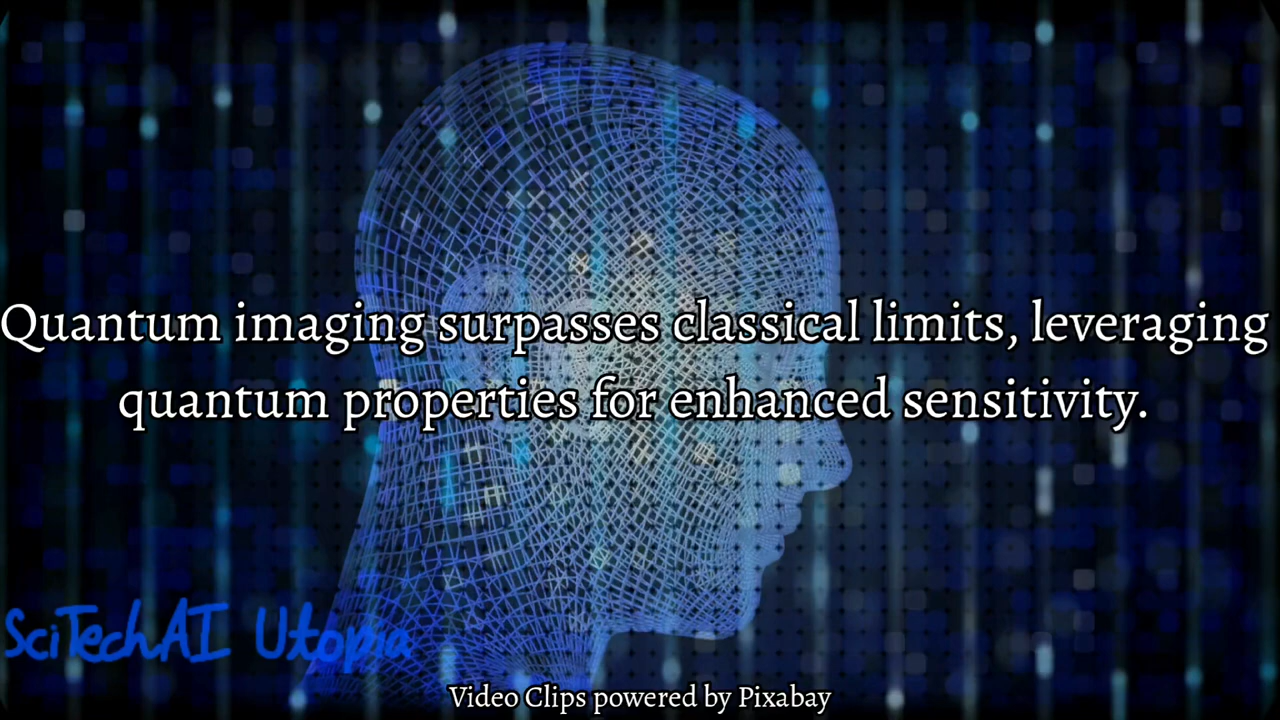 Quantum imaging surpasses classical limits, leveraging
quantum properties for enhanced sensitivity.
SciTechAI Utopia
Video Clips powered by Pixabay